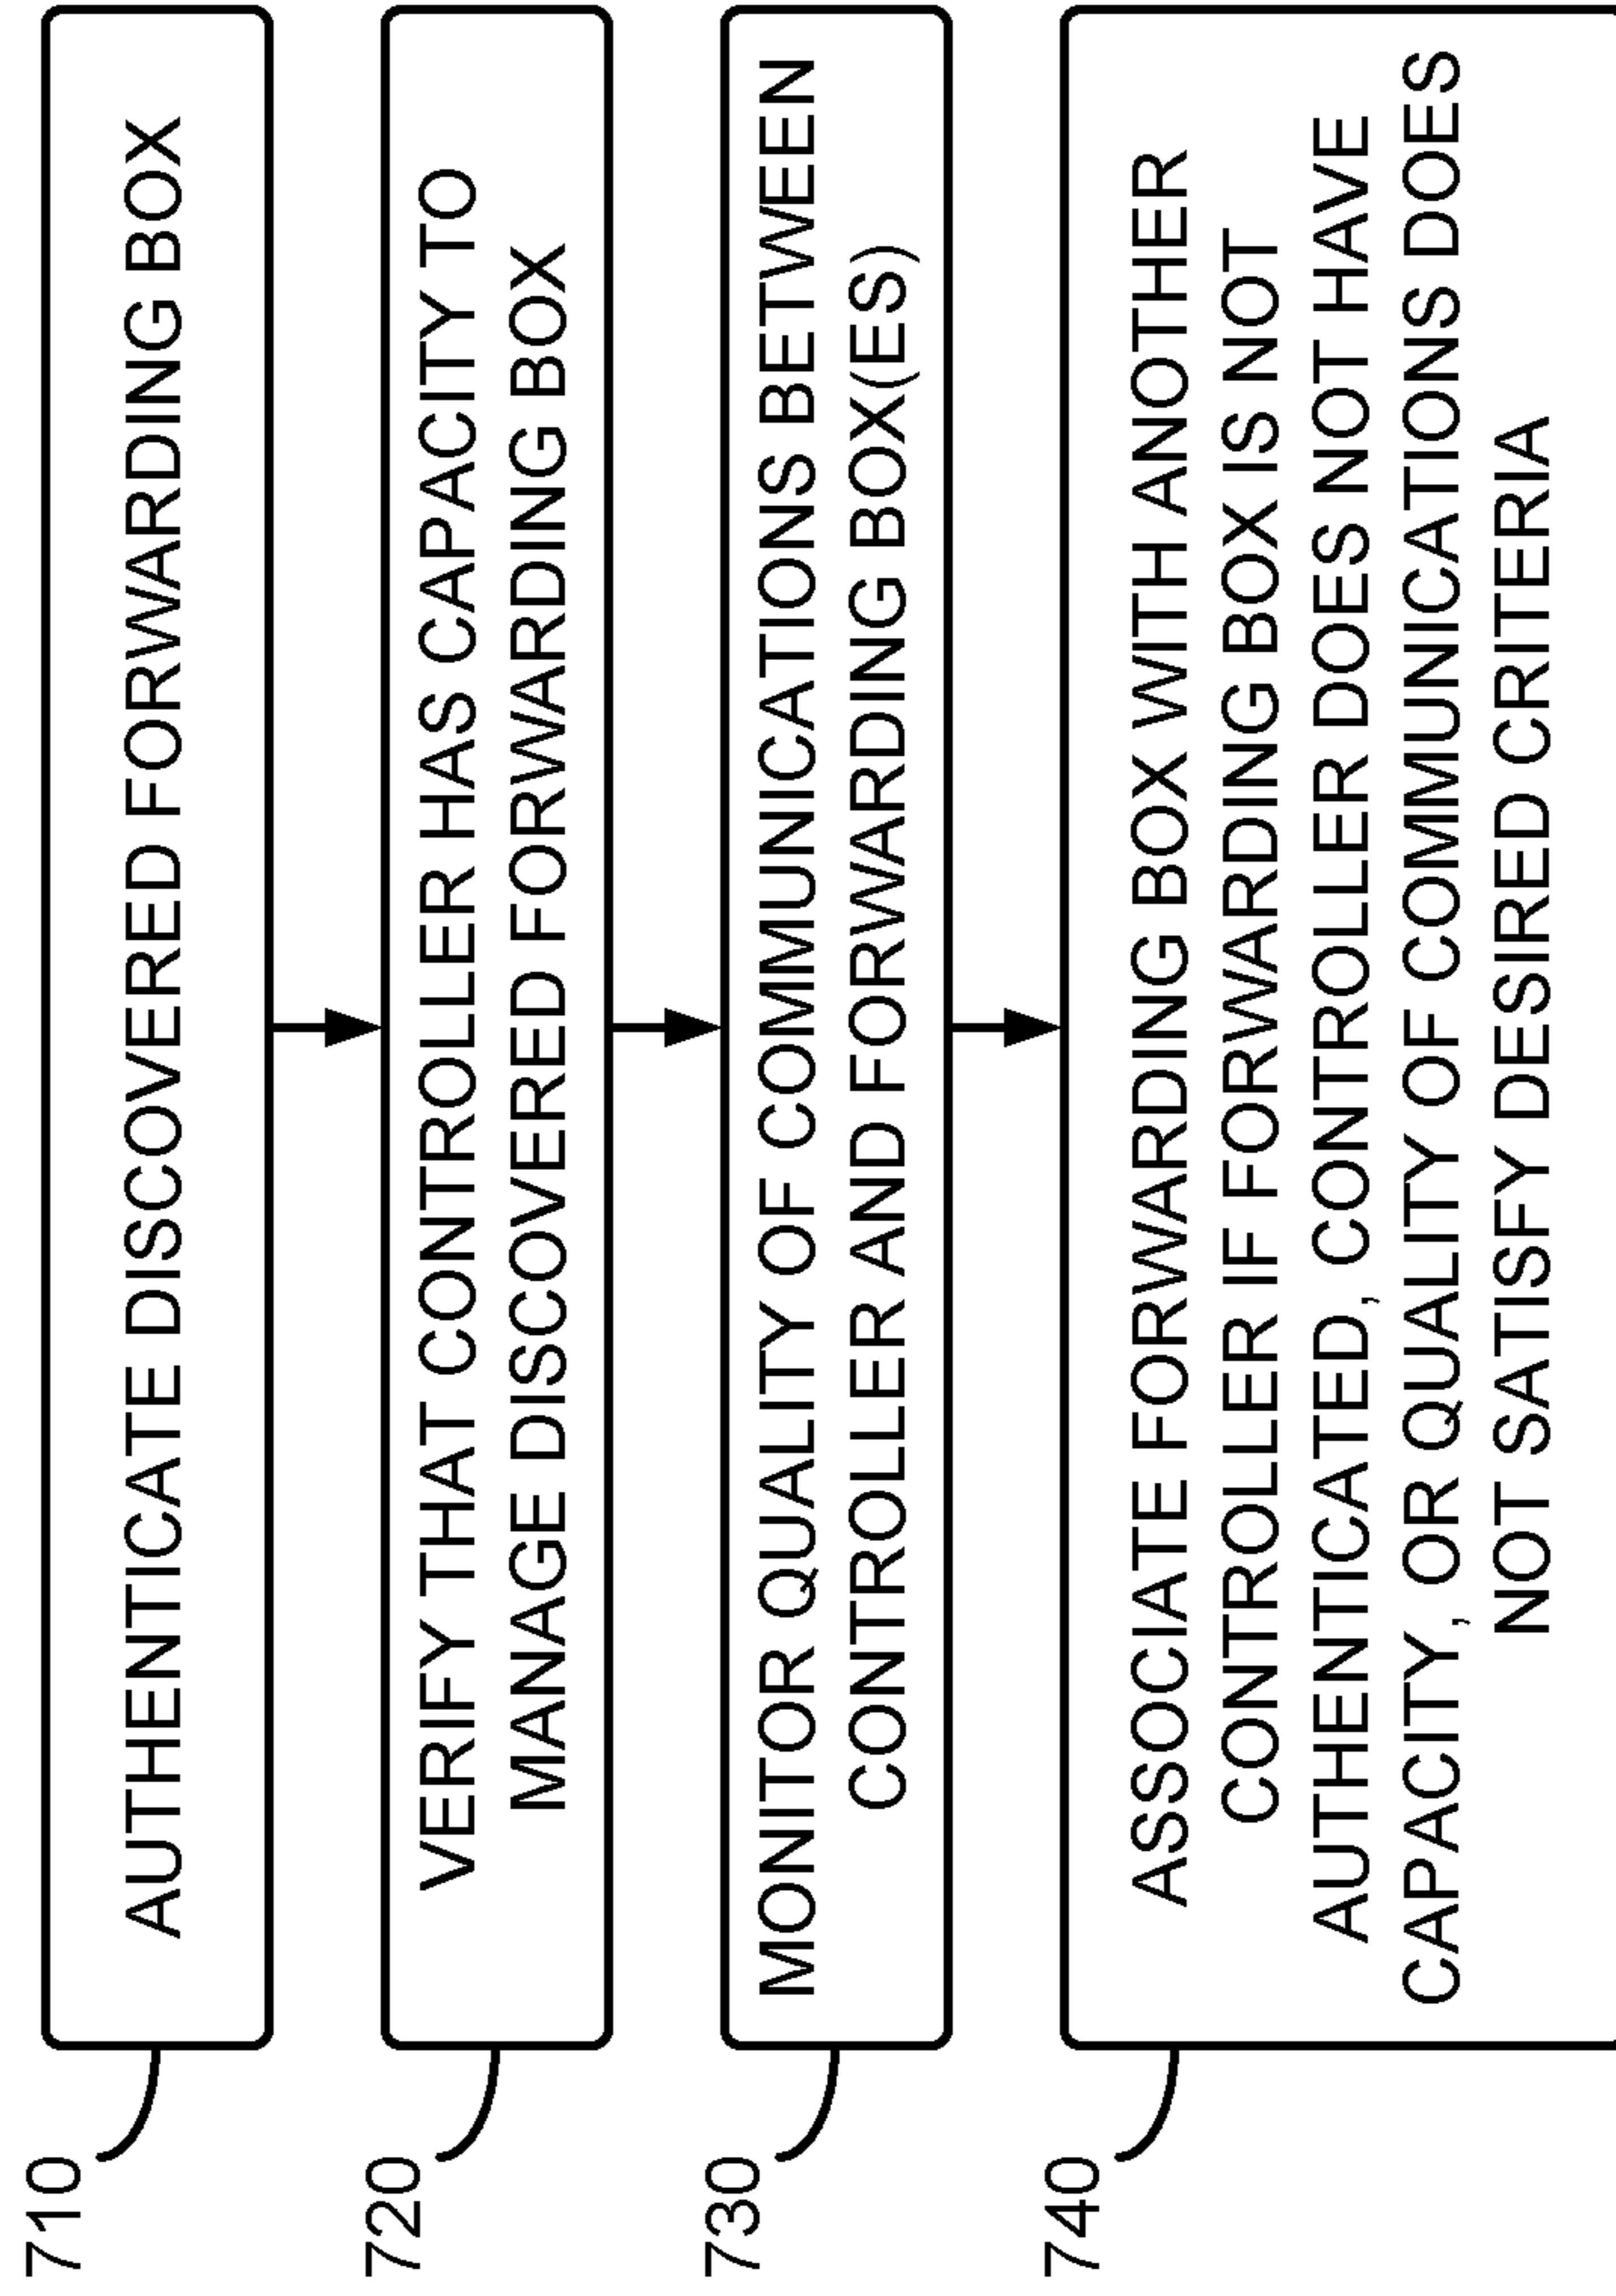 710
AUTHENTICATE DISCOVERED FORWARDING BOX
720
VERIFY THAT CONTROLLER HAS CAPACITY TO
MANAGE DISCOVERED FORWARDING BOX
730
MONITOR QUALITY OF COMMUNICATIONS BETWEEN
CONTROLLER AND FORWARDING BOX(ES)
740
ASSOCIATE FORWARDING BOX WITH ANOTHER
CONTROLLER IF FORWARDING BOX IS NOT
AUTHENTICATED, CONTROLLER DOES NOT HAVE
CAPACITY, OR QUALITY OF COMMUNICATIONS DOES
NOT SATISFY DESIRED CRITERIA